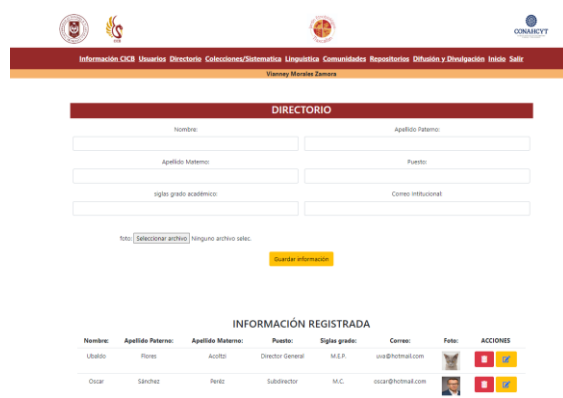 CONAHCYT
Información CICB Usuarios Directorio Colecciones/Sistematica Linguistica Comunidades Repositorios Difusión y Divulgación Inicio Salir
Vianney Morales Zamora
DIRECTORIO
Nombre: Apellido Paterno:
Apellido Materno: Puesto:
siglas grado académico: Correo intitucional:
foto: Seleccionar archivo Ninguno archivo selec.
Guardar información
INFORMACIÓN REGISTRADA
Nombre: Apellido Paterno: Apellido Materno: Puesto: Siglas grado: Correo: Foto: ACCIONES
Ubaldo Flores Acoltzi Director General M.E.P. uva@hotmail.com
Oscar Sánchez Peréz Subdirector M.C. oscar@hotmail.com